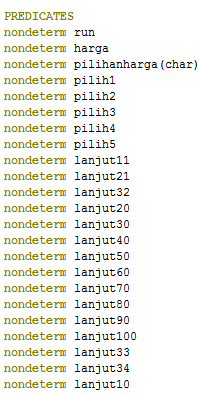 PREDICATES
nondeterm run
nondeterm harga
nondeterm pilihanharga(char)
nondeterm pilih1
nondeterm pilih2
nondeterm pilih3
nondeterm pilih4
nondeterm pilih5
nondeterm lanjut11
nondeterm lanjut21
nondeterm lanjut32
nondeterm lanjut20
nondeterm lanjut30
nondeterm lanjut40
nondeterm lanjut50
nondeterm lanjut60
nondeterm lanjut70
nondeterm lanjut80
nondeterm lanjut90
nondeterm lanjut100
nondeterm lanjut33
nondeterm lanjut34
nondeterm lanjut10